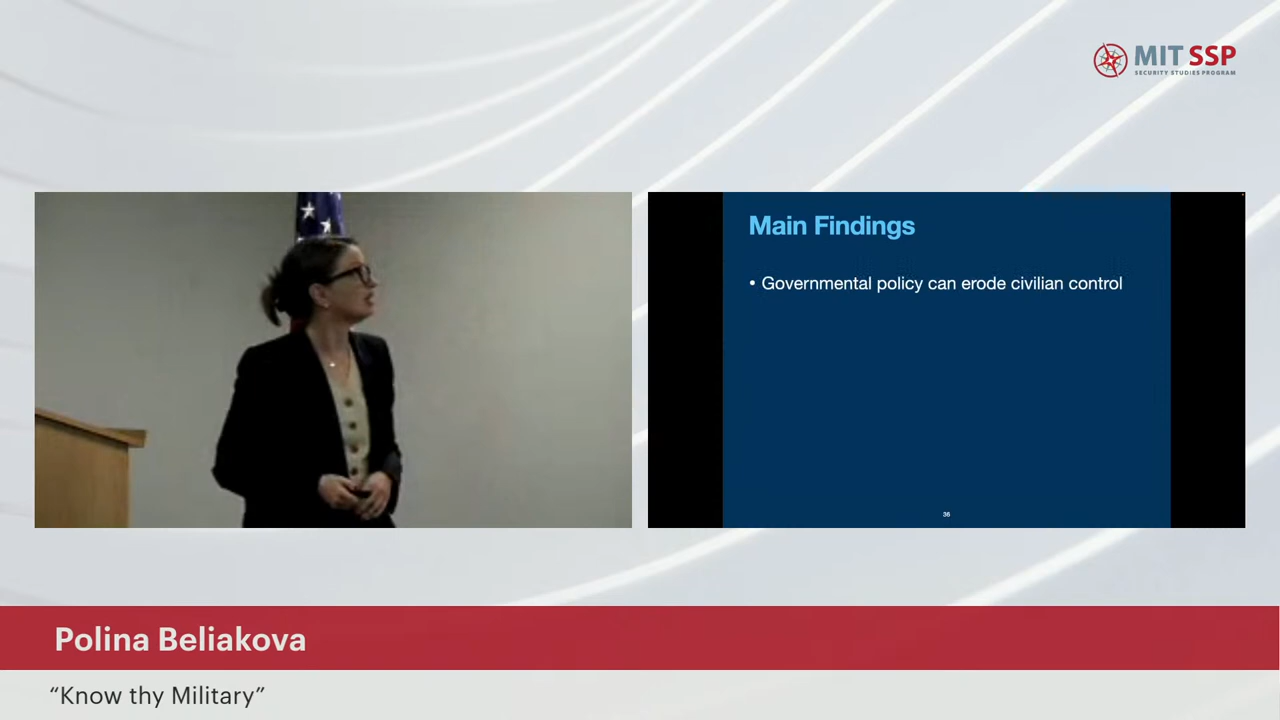 MIT SSP
SECURITY STUDIES PROGRAM
Main Findings
• Governmental policy can erode civilian control
36
Polina Beliakova
“Know thy Military”